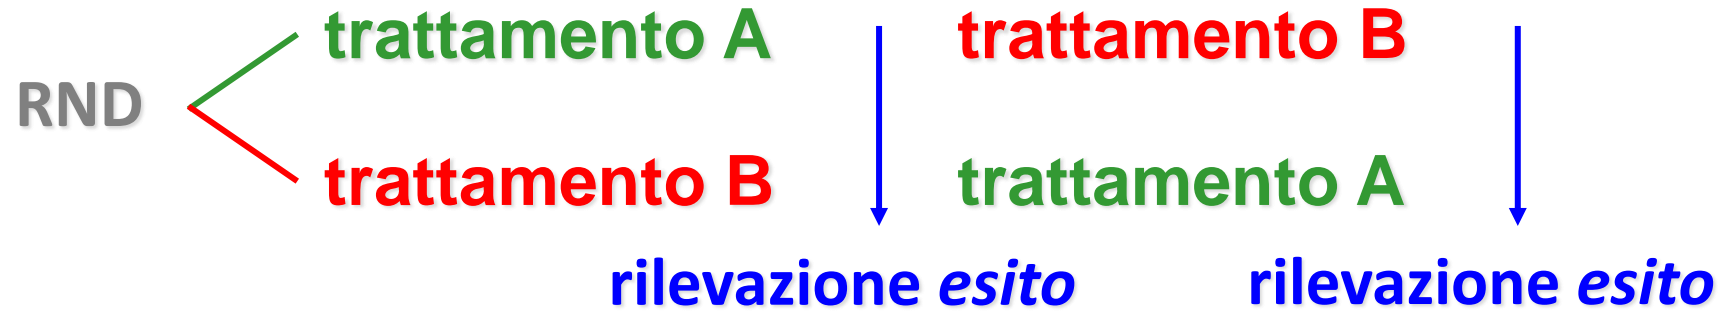 trattamento A trattamento B
RND
trattamento B trattamento A
rilevazione esito rilevazione esito